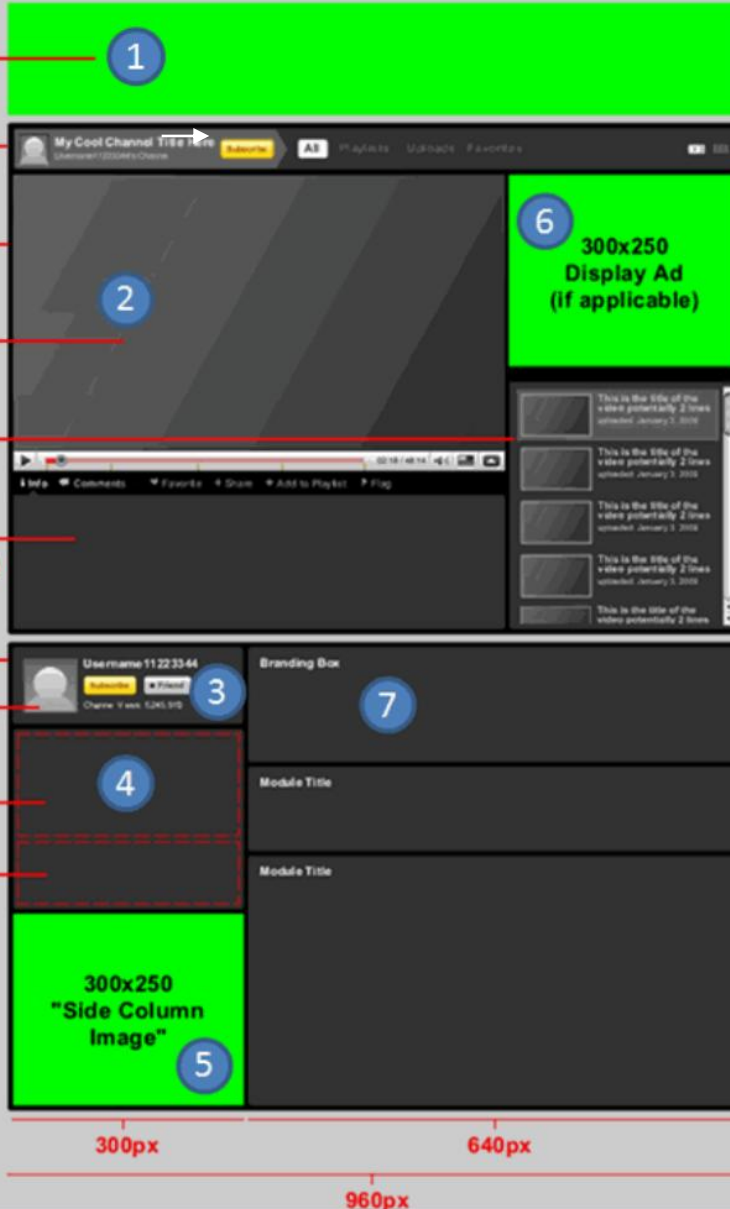 1
My Cool Channel Title Here
Subscribe
All
Playlists
Uploads
Favorites
2
6
300x250
Display Ad
(if applicable)
This is the title of the
video potentially 2 lines
uploaded: January 3, 2009
This is the title of the
video potentially 2 lines
uploaded: January 3, 2009
This is the title of the
video potentially 2 lines
uploaded: January 3, 2009
This is the title of the
video potentially 2 lines
uploaded: January 3, 2009
This is the title of the
video potentially 2 lines
Info
Comments
Favorite
Share
Add to Playlist
Flag
Username11223344
Subscribe
Friend
3
4
300x250
"Side Column
Image"
5
Branding Box
7
Module Title
Module Title
300px
640px
960px